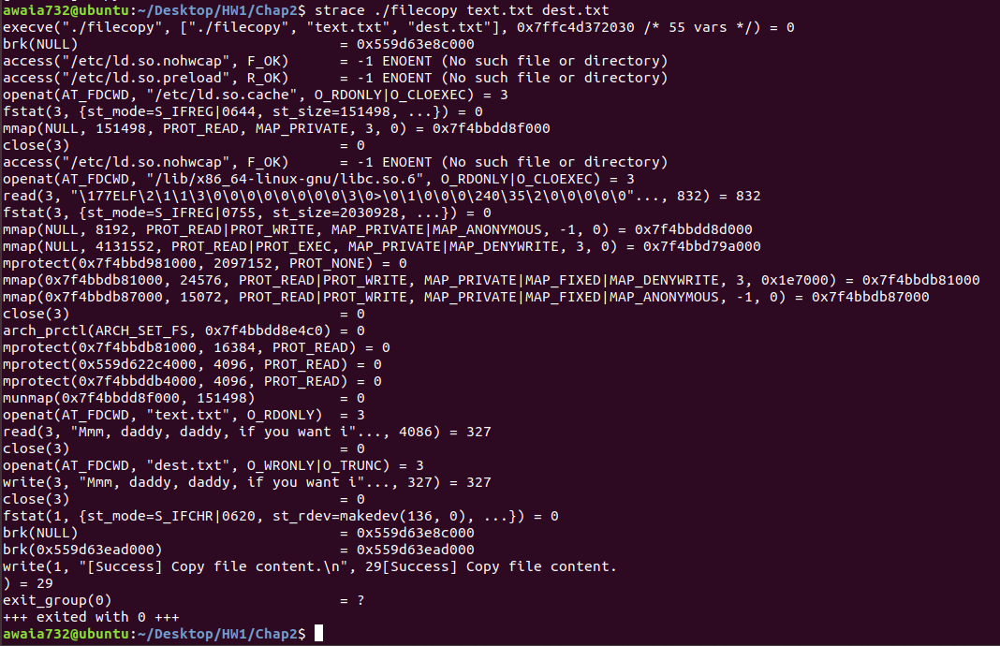 awaia732@ubuntu:~/Desktop/HW1/Chap2$ strace ./filecopy text.txt dest.txt
execve("./filecopy", ["./filecopy", "text.txt", "dest.txt"], 0x7ffc4d372030 /* 55 vars */) = 0
brk(NULL)                               = 0x559d63e8c000
access("/etc/ld.so.nohwcap", F_OK)      = -1 ENOENT (No such file or directory)
access("/etc/ld.so.preload", R_OK)      = -1 ENOENT (No such file or directory)
openat(AT_FDCWD, "/etc/ld.so.cache", O_RDONLY|O_CLOEXEC) = 3
fstat(3, {st_mode=S_IFREG|0644, st_size=151498, ...}) = 0
mmap(NULL, 151498, PROT_READ, MAP_PRIVATE, 3, 0) = 0x7f4bbdd8f000
close(3)                                = 0
access("/etc/ld.so.nohwcap", F_OK)      = -1 ENOENT (No such file or directory)
openat(AT_FDCWD, "/lib/x86_64-linux-gnu/libc.so.6", O_RDONLY|O_CLOEXEC) = 3
read(3, "\177ELF\2\1\1\3\0\0\0\0\0\0\0\0\3\0>\0\1\0\0\0\240\35\2\0\0\0\0\0"..., 832) = 832
fstat(3, {st_mode=S_IFREG|0755, st_size=2030928, ...}) = 0
mmap(NULL, 8192, PROT_READ|PROT_WRITE, MAP_PRIVATE|MAP_ANONYMOUS, -1, 0) = 0x7f4bbdd8d000
mmap(NULL, 4131552, PROT_READ|PROT_EXEC, MAP_PRIVATE|MAP_DENYWRITE, 3, 0) = 0x7f4bbd79a000
mprotect(0x7f4bbd981000, 2097152, PROT_NONE) = 0
mmap(0x7f4bbdb81000, 24576, PROT_READ|PROT_WRITE, MAP_PRIVATE|MAP_FIXED|MAP_DENYWRITE, 3, 0x1e7000) = 0x7f4bbdb81000
mmap(0x7f4bbdb87000, 15072, PROT_READ|PROT_WRITE, MAP_PRIVATE|MAP_FIXED|MAP_ANONYMOUS, -1, 0) = 0x7f4bbdb87000
close(3)                                = 0
arch_prctl(ARCH_SET_FS, 0x7f4bbdd8e4c0) = 0
mprotect(0x7f4bbdb81000, 16384, PROT_READ) = 0
mprotect(0x559d622c4000, 4096, PROT_READ) = 0
mprotect(0x7f4bbddb4000, 4096, PROT_READ) = 0
munmap(0x7f4bbdd8f000, 151498)          = 0
openat(AT_FDCWD, "text.txt", O_RDONLY)  = 3
read(3, "Mmm, daddy, daddy, if you want i"..., 4086) = 327
close(3)                                = 0
openat(AT_FDCWD, "dest.txt", O_WRONLY|O_TRUNC) = 3
write(3, "Mmm, daddy, daddy, if you want i"..., 327) = 327
close(3)                                = 0
fstat(1, {st_mode=S_IFCHR|0620, st_rdev=makedev(136, 0), ...}) = 0
brk(NULL)                               = 0x559d63e8c000
brk(0x559d63ead000)                     = 0x559d63ead000
write(1, "[Success] Copy file content.\n", 29[Success] Copy file content.
) = 29
exit_group(0)                           = ?
+++ exited with 0 +++
awaia732@ubuntu:~/Desktop/HW1/Chap2$